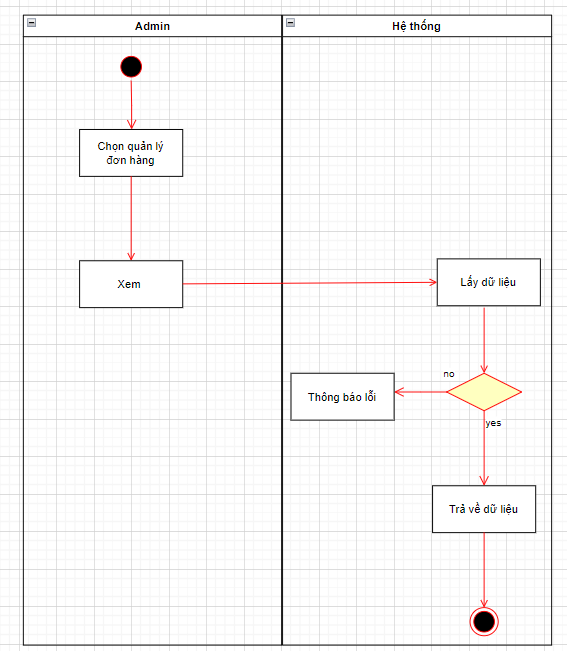 Admin
Hệ thống
Chọn quản lý
đơn hàng
Xem
Lấy dữ liệu
no
Thông báo lỗi
yes
Trả về dữ liệu